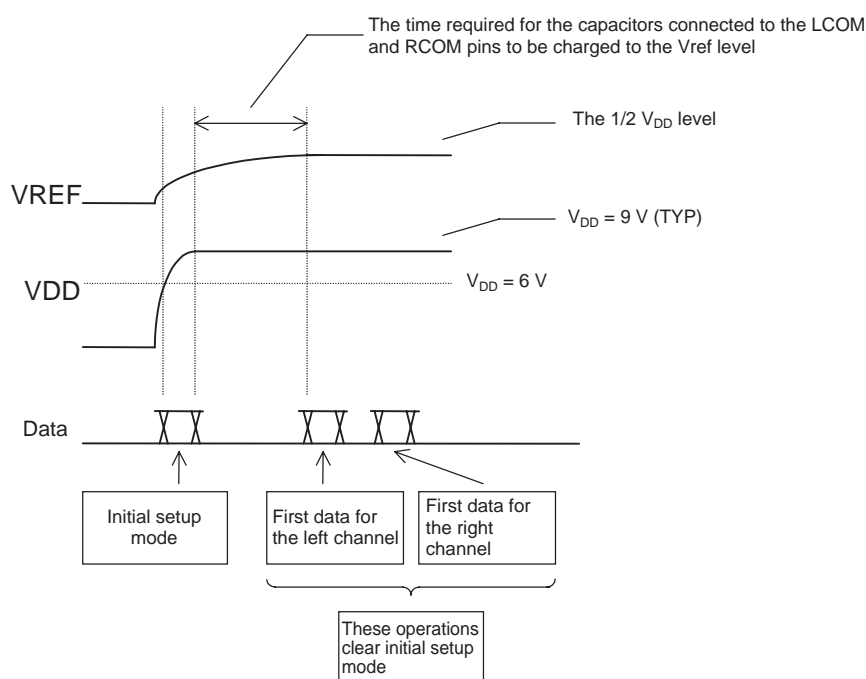 The time required for the capacitors connected to the LCOM
and RCOM pins to be charged to the Vref level
The 1/2 VDD level
VREF
VDD = 9 V (TYP)
VDD = 6 V
VDD
Data
Initial setup
mode
First data for
the left channel
First data for
the right
channel
These operations
clear initial setup
mode